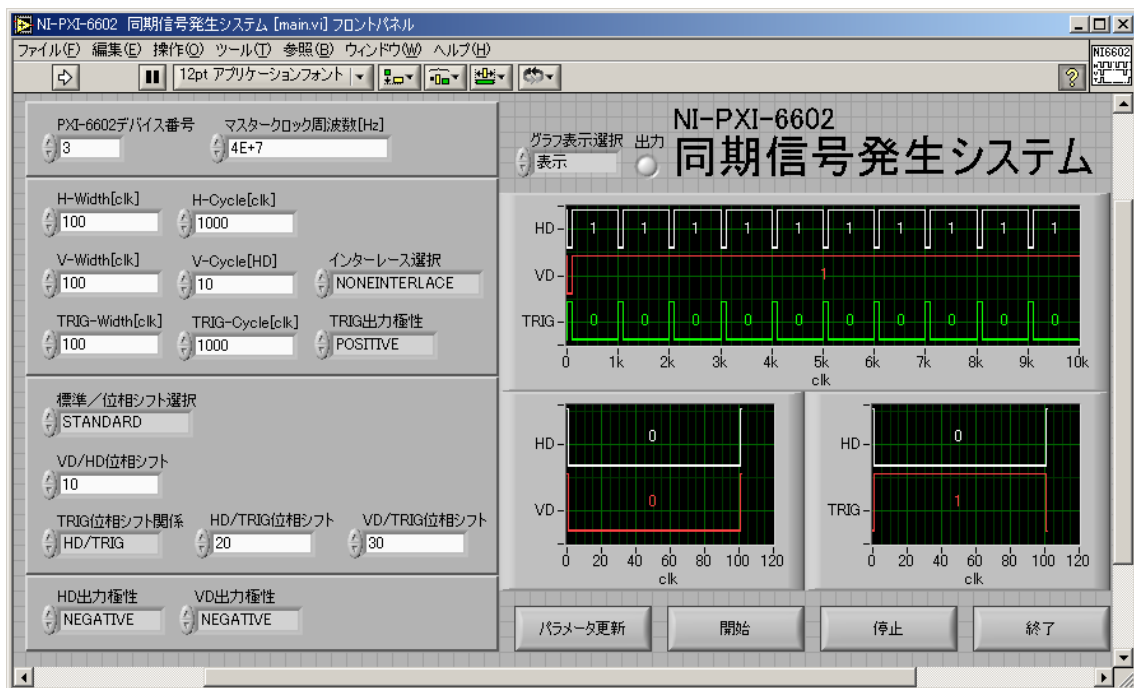 NI-PXI-6602 同期信号発生システム [main.vi] フロントパネル
ファイル(F) 編集(E) 操作(O) ツール(T) 参照(B) ウィンドウ(W) ヘルプ(H)
12pt アプリケーションフォント
NI6602
PXI-6602デバイス番号 マスタークロック周波数[Hz]
3 4E+7
H-Width[clk] H-Cycle[clk]
100 1000
V-Width[clk] V-Cycle[HD] インターレース選択
100 10 NONEINTERLACE
TRIG-Width[clk] TRIG-Cycle[clk] TRIG出力極性
100 1000 POSITIVE
標準／位相シフト選択
STANDARD
VD/HD位相シフト
10
TRIG位相シフト関係 HD/TRIG位相シフト VD/TRIG位相シフト
HD/TRIG 20 30
HD出力極性 VD出力極性
NEGATIVE NEGATIVE
NI-PXI-6602
同期信号発生システム
グラフ表示選択 出力
表示
HD 1 1 1 1 1 1 1 1 1 1
VD 1
TRIG 0 0 0 0 0 0 0 0 0 0
0 1k 2k 3k 4k 5k 6k 7k 8k 9k 10k
clk
HD 0
VD 0
0 20 40 60 80 100 120
clk
HD 0
TRIG 1
0 20 40 60 80 100 120
clk
パラメータ更新 開始 停止 終了